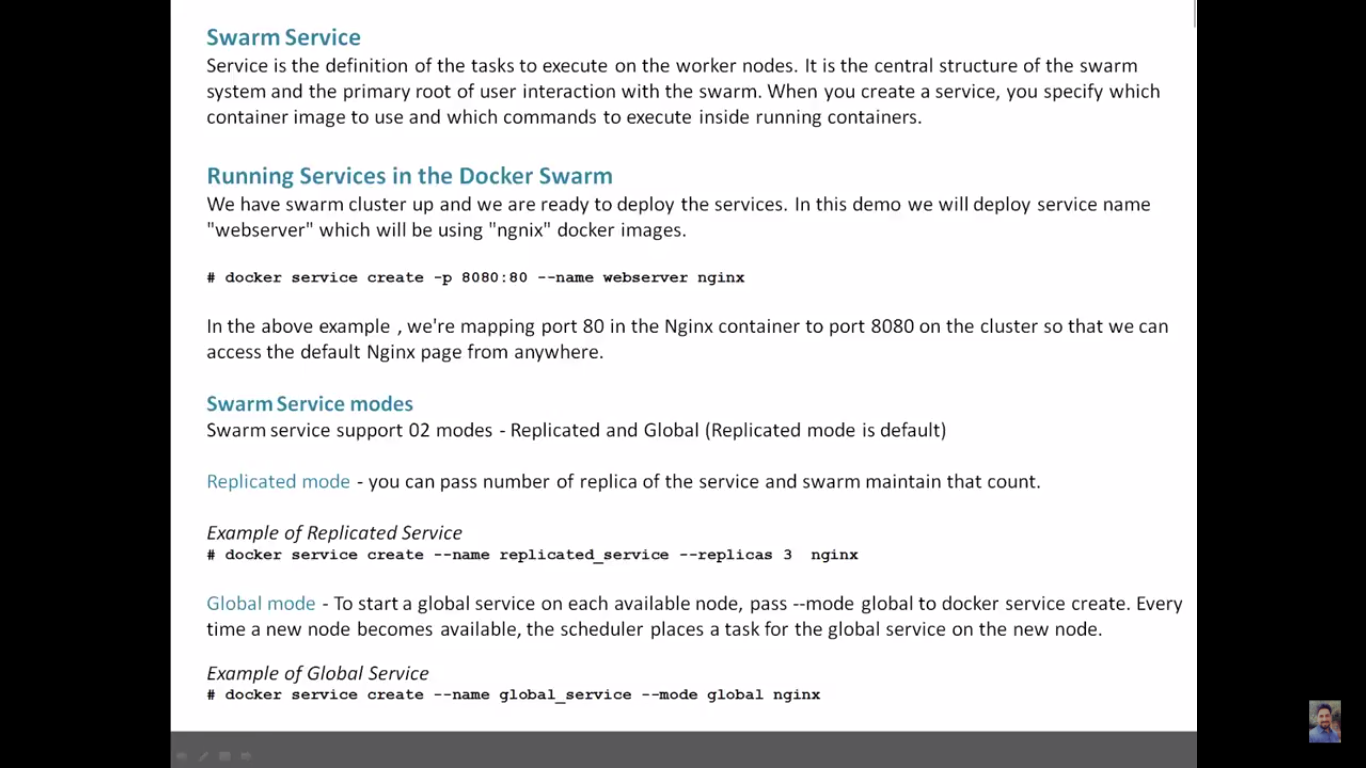 Swarm Service
Service is the definition of the tasks to execute on the worker nodes. It is the central structure of the swarm
system and the primary root of user interaction with the swarm. When you create a service, you specify which
container image to use and which commands to execute inside running containers.
Running Services in the Docker Swarm
We have swarm cluster up and we are ready to deploy the services. In this demo we will deploy service name
"webserver" which will be using "ngnix" docker images.
# docker service create -p 8080:80 --name webserver nginx
In the above example , we're mapping port 80 in the Nginx container to port 8080 on the cluster so that we can
access the default Nginx page from anywhere.
Swarm Service modes
Swarm service support 02 modes - Replicated and Global (Replicated mode is default)
Replicated mode - you can pass number of replica of the service and swarm maintain that count.
Example of Replicated Service
# docker service create --name replicated_service --replicas 3  nginx
Global mode - To start a global service on each available node, pass --mode global to docker service create. Every
time a new node becomes available, the scheduler places a task for the global service on the new node.
Example of Global Service
# docker service create --name global_service --mode global nginx